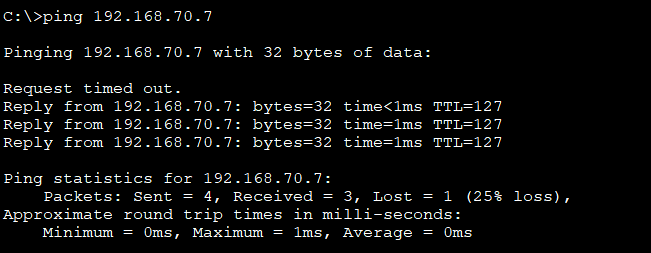 C:\>ping 192.168.70.7
Pinging 192.168.70.7 with 32 bytes of data:
Request timed out.
Reply from 192.168.70.7: bytes=32 time<1ms TTL=127
Reply from 192.168.70.7: bytes=32 time=1ms TTL=127
Reply from 192.168.70.7: bytes=32 time=1ms TTL=127
Ping statistics for 192.168.70.7:
    Packets: Sent = 4, Received = 3, Lost = 1 (25% loss),
Approximate round trip times in milli-seconds:
    Minimum = 0ms, Maximum = 1ms, Average = 0ms